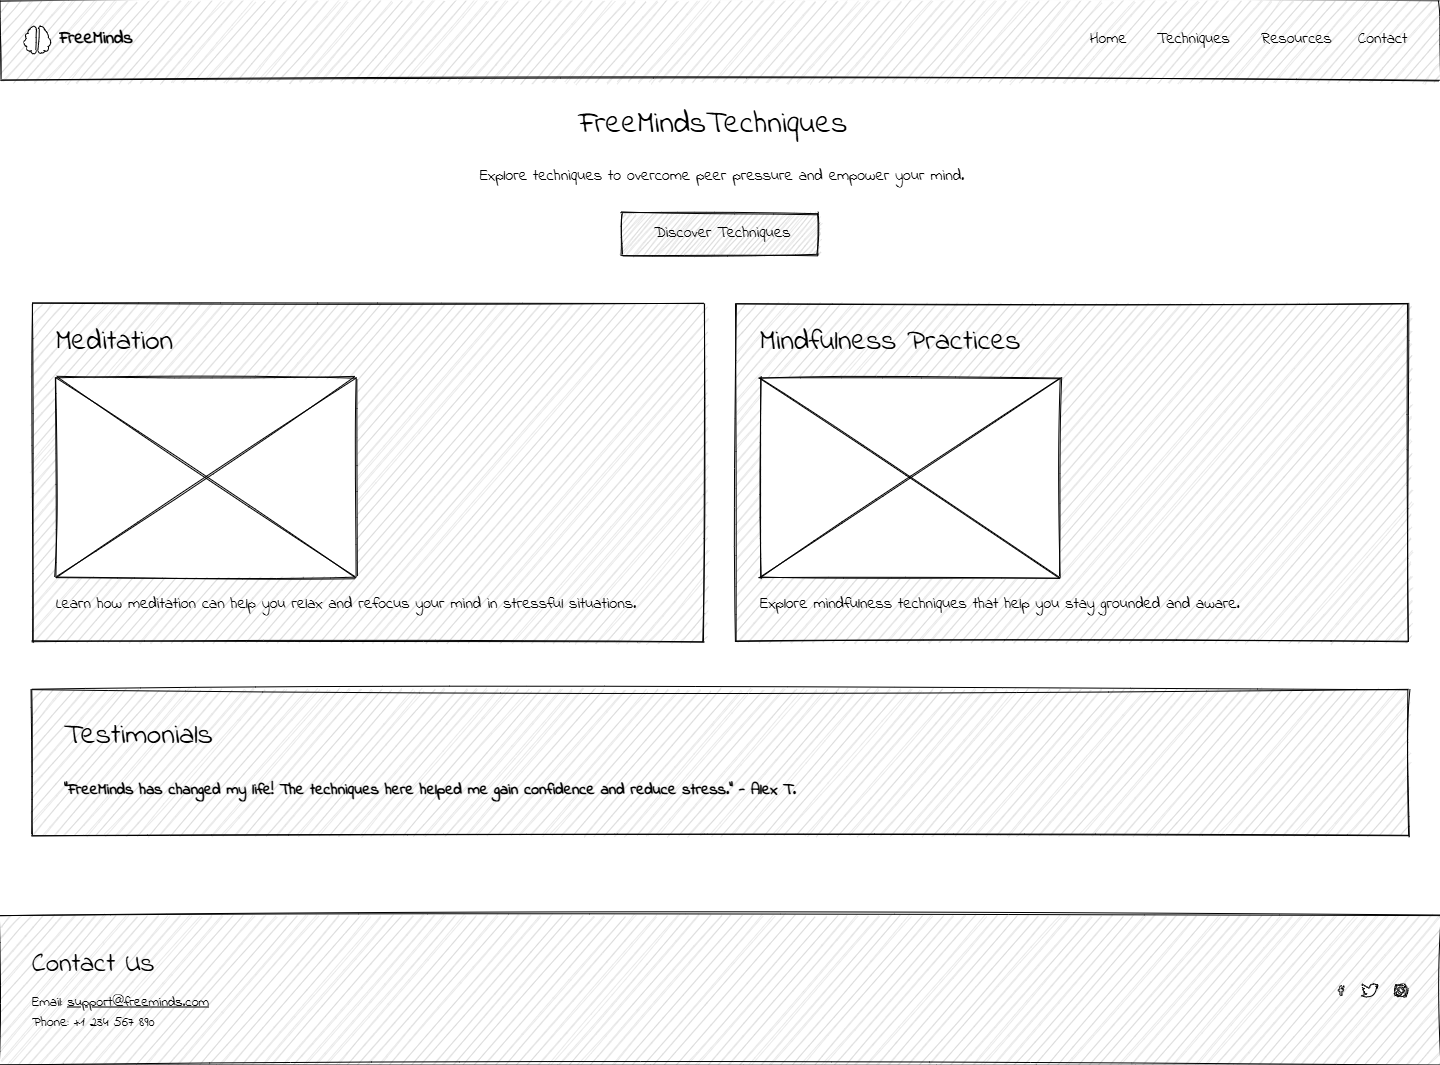 FreeMinds
Home Techniques Resources Contact
FreeMinds Techniques
Explore techniques to overcome peer pressure and empower your mind.
Discover Techniques
Meditation
Learn how meditation can help you relax and refocus your mind in stressful situations.
Mindfulness Practices
Explore mindfulness techniques that help you stay grounded and aware.
Testimonials
"FreeMinds has changed my life! The techniques here helped me gain confidence and reduce stress." - Alex T.
Contact Us
Email: support@freeminds.com
Phone: +1 234 567 890